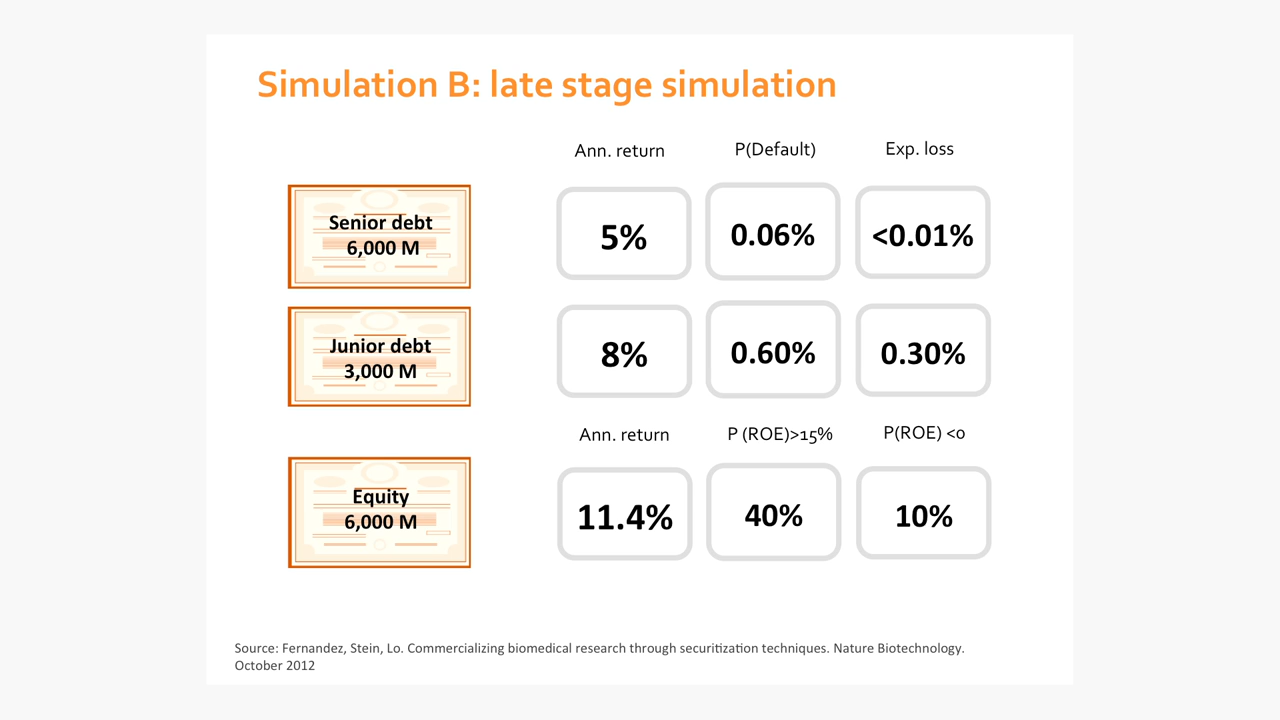 Simulation B: late stage simulation
Ann. return P(Default) Exp. loss
Senior debt
6,000 M
5% 0.06% <0.01%
Junior debt
3,000 M
8% 0.60% 0.30%
Ann. return P (ROE)>15% P(ROE) <0
Equity
6,000 M
11.4% 40% 10%
Source: Fernandez, Stein, Lo. Commercializing biomedical research through securitization techniques. Nature Biotechnology.
October 2012